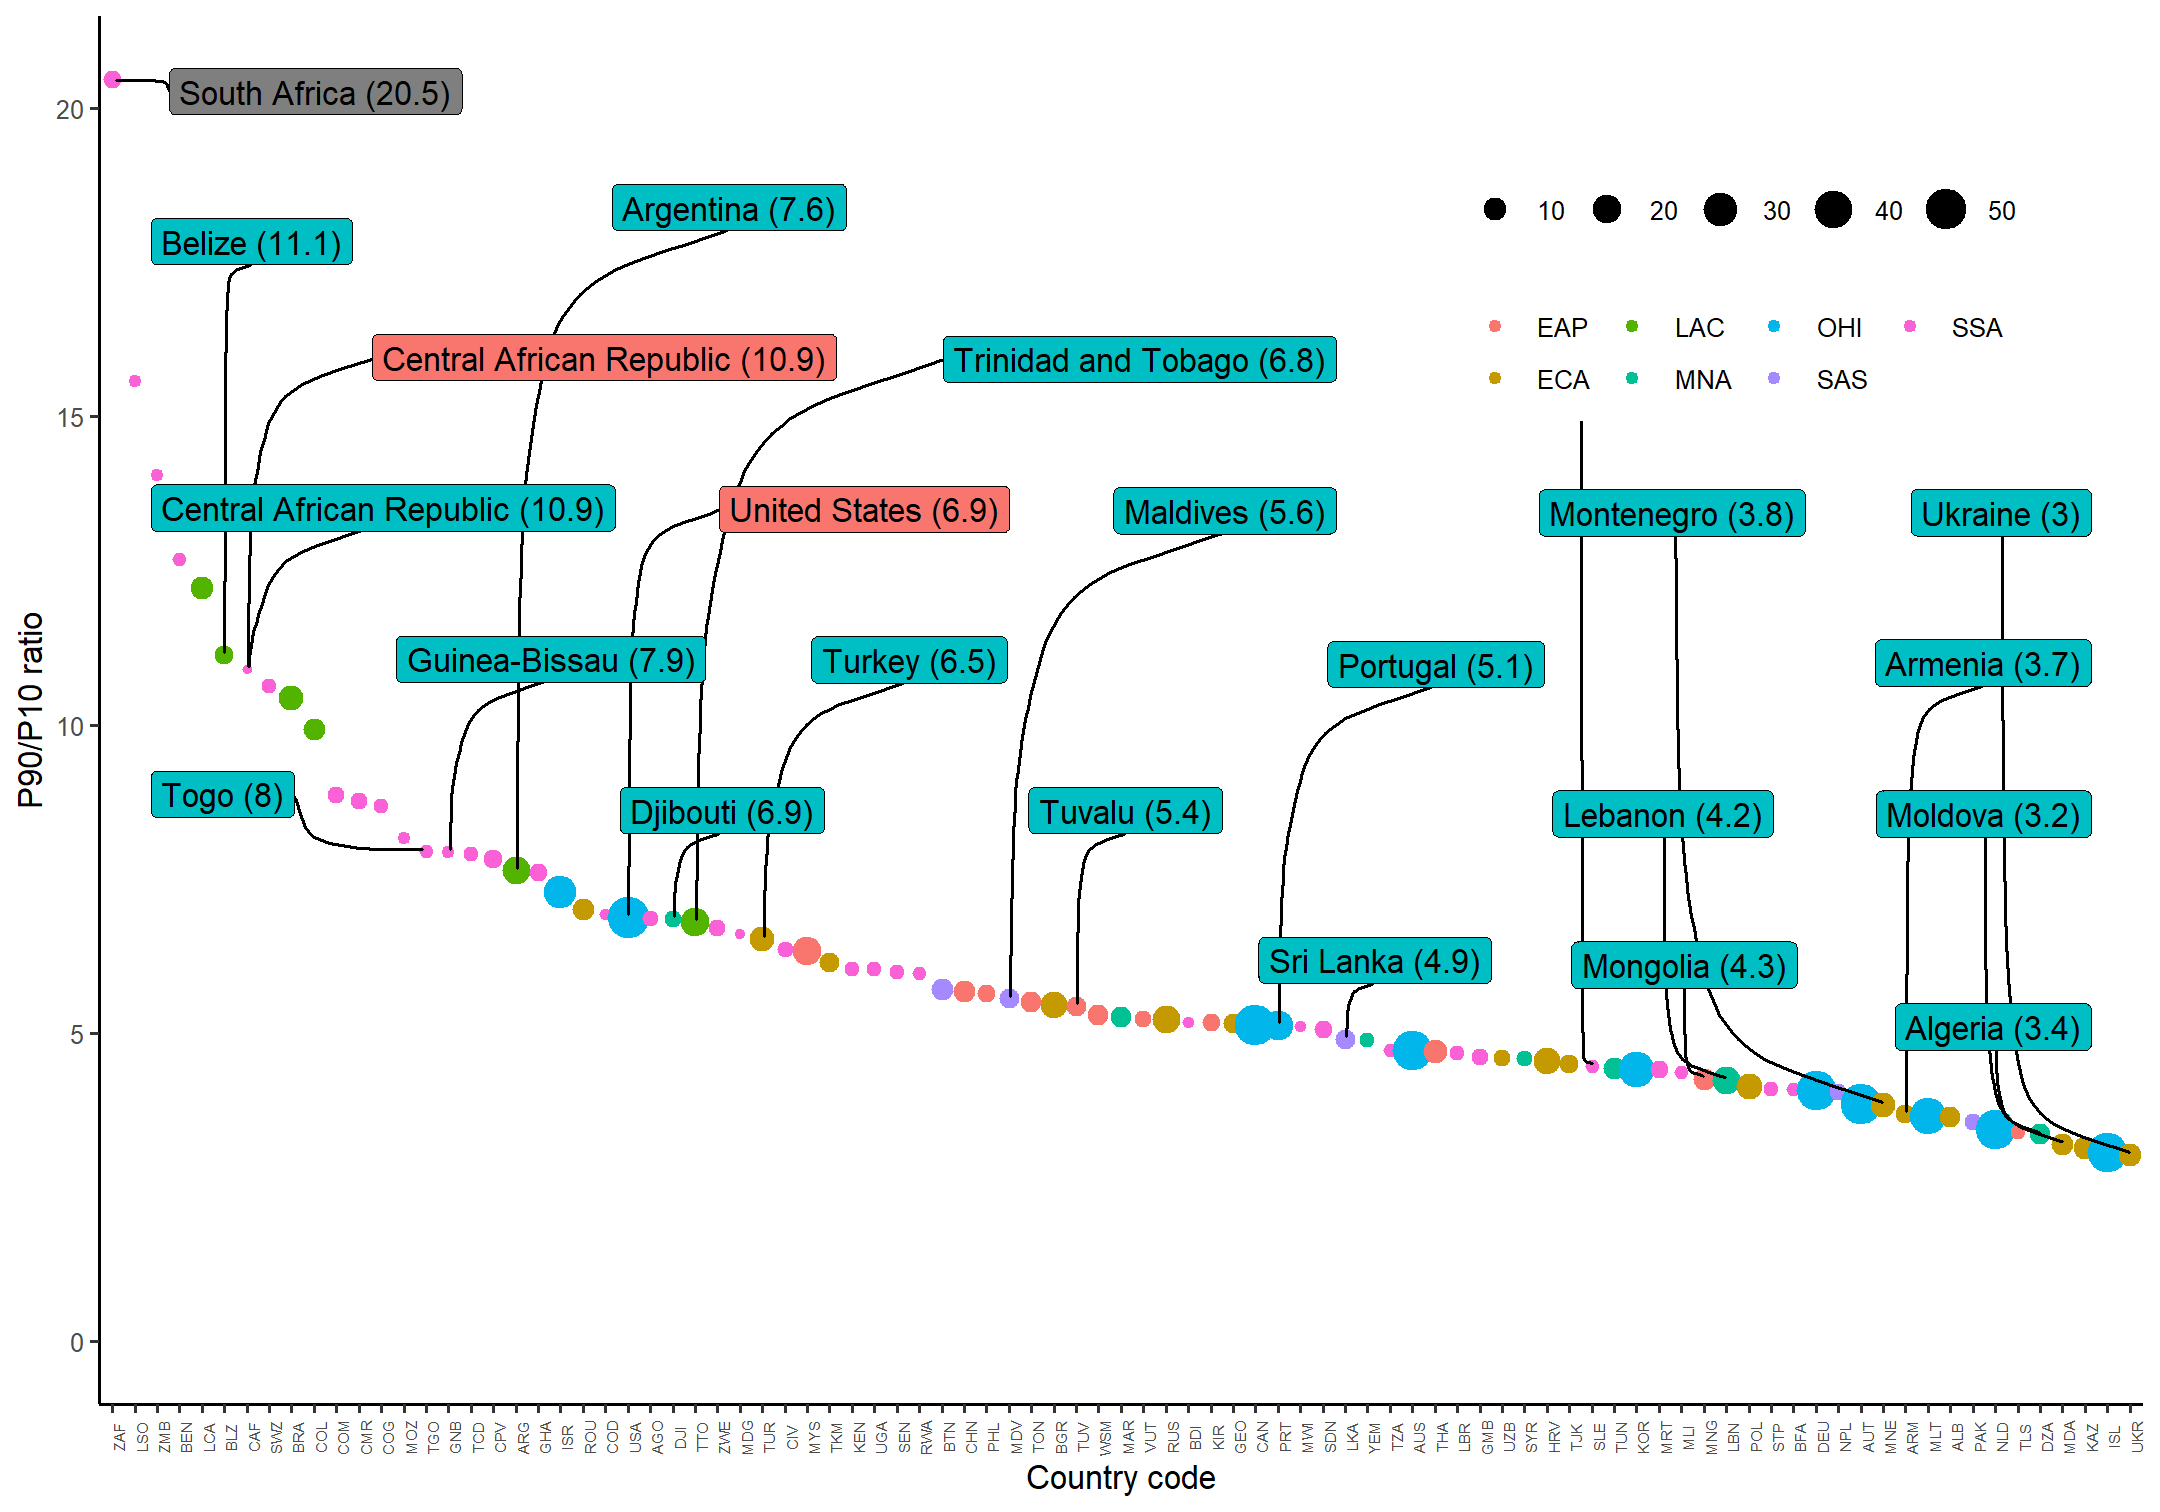 20
15
10
5
0
P90/P10 ratio
South Africa (20.5)
Argentina (7.6)
Belize (11.1)
Central African Republic (10.9)
Trinidad and Tobago (6.8)
Central African Republic (10.9)
United States (6.9)
Maldives (5.6)
Montenegro (3.8)
Ukraine (3)
Guinea-Bissau (7.9)
Turkey (6.5)
Portugal (5.1)
Armenia (3.7)
Togo (8)
Djibouti (6.9)
Tuvalu (5.4)
Lebanon (4.2)
Moldova (3.2)
Sri Lanka (4.9)
Mongolia (4.3)
Algeria (3.4)
10 20 30 40 50
EAP LAC OHI SSA
ECA MNA SAS
ZAF LSO ZMB BEN LCA BLZ CAF SWZ BRA COL COM CMR COG MOZ TGO GNB TCD CPV ARG GHA ISR ROU COD USA AGO DJI TTO ZWE MDG TUR CIV MYS TKM KEN UGA SEN RWA BTN CHN PHL MDV TON BGR TUV WSM MAR VUT RUS BDI KIR GEO CAN PRT MWI SDN LKA YEM TZA AUS THA LBR GMB UZB SYR HRV TJK SLE TUN KOR MRT MLI MNG LBN POL STP BFA DEU NPL AUT MNE ARM MLT ALB PAK NLD TLS DZA MDA KAZ ISL UKR
Country code